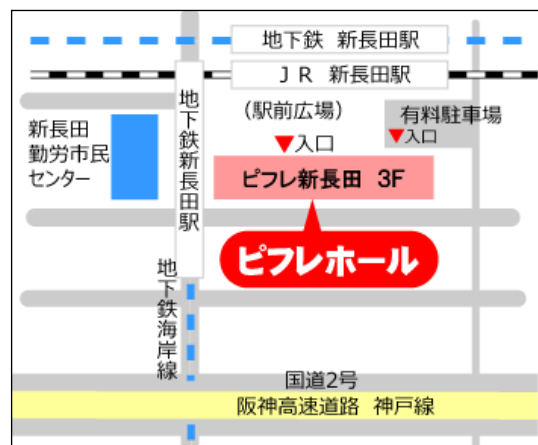 地下鉄 新長田駅
JR 新長田駅
(駅前広場)
▼入口
有料駐車場
▼入口
新長田
勤労市民
センター
地下鉄新長田駅
ピフレ新長田 3F
ピフレホール
地下鉄海岸線
国道2号
阪神高速道路 神戸線